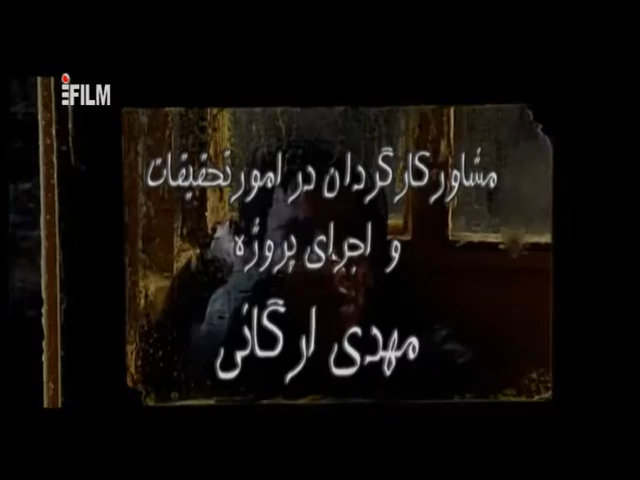 iFILM
مشاور کارگردان در امور تحقیقات
و اجرای پروژه
مهدی ارگانی